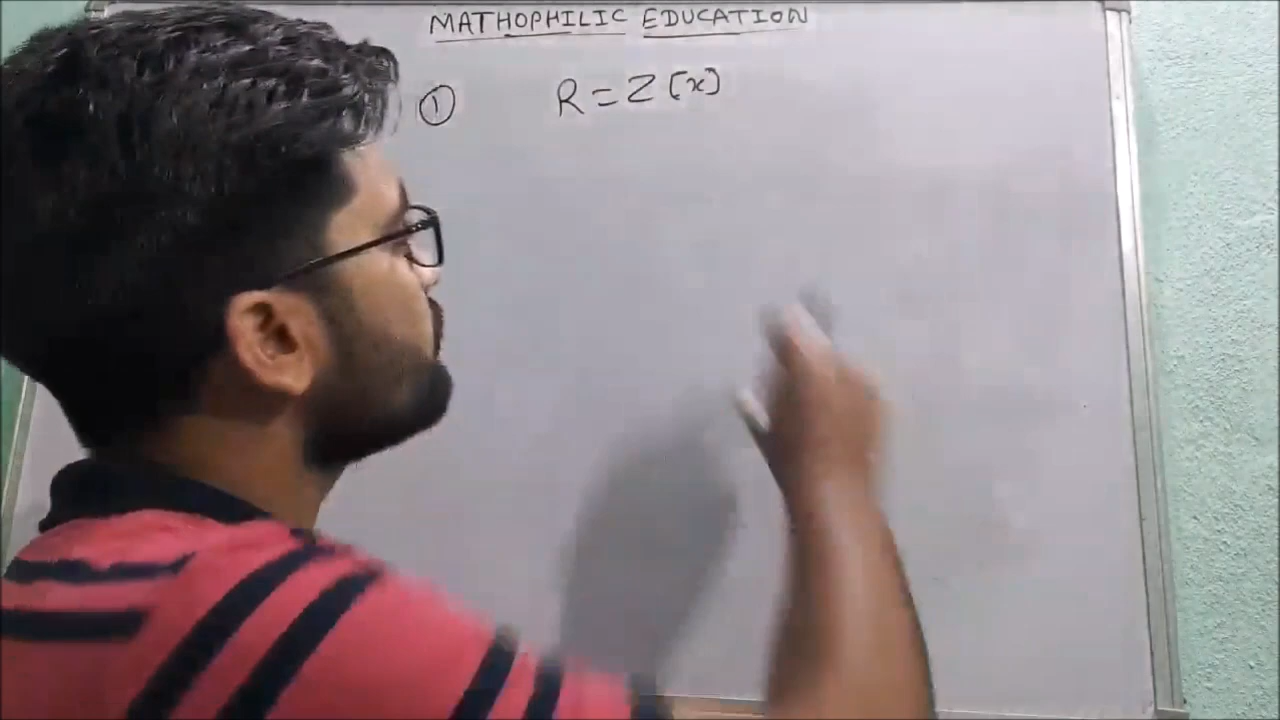 MATHOPHILIC EDUCATION
① R = Z [x]